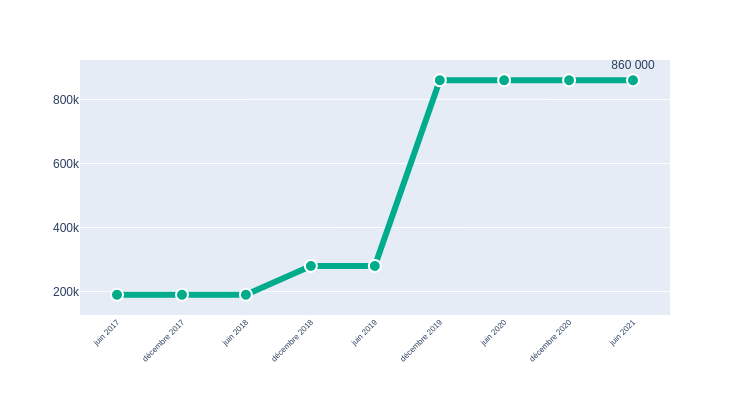 860 000
800k
600k
400k
200k
juin 2017
décembre 2017
juin 2018
décembre 2018
juin 2019
décembre 2019
juin 2020
décembre 2020
juin 2021